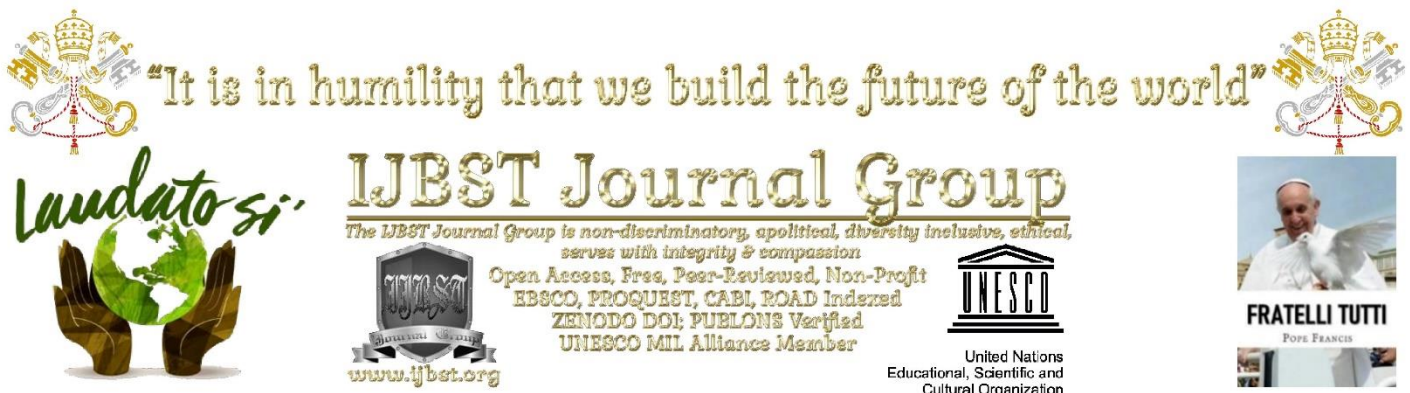 “It is in humility that we build the future of the world”
Laudato si’
IJBST Journal Group
The IJBST Journal Group is non-discriminatory, apolitical, diversity inclusive, ethical,
serves with integrity & compassion
Open Access, Free, Peer-Reviewed, Non-Profit
EBSCO, PROQUEST, CABI, ROAD Indexed
ZENODO DOI; PUBLONS Verified
UNESCO MIL Alliance Member
IJBST
Journal Group
www.ijbst.org
UNESCO
United Nations
Educational, Scientific and
Cultural Organization
FRATELLI TUTTI
POPE FRANCIS